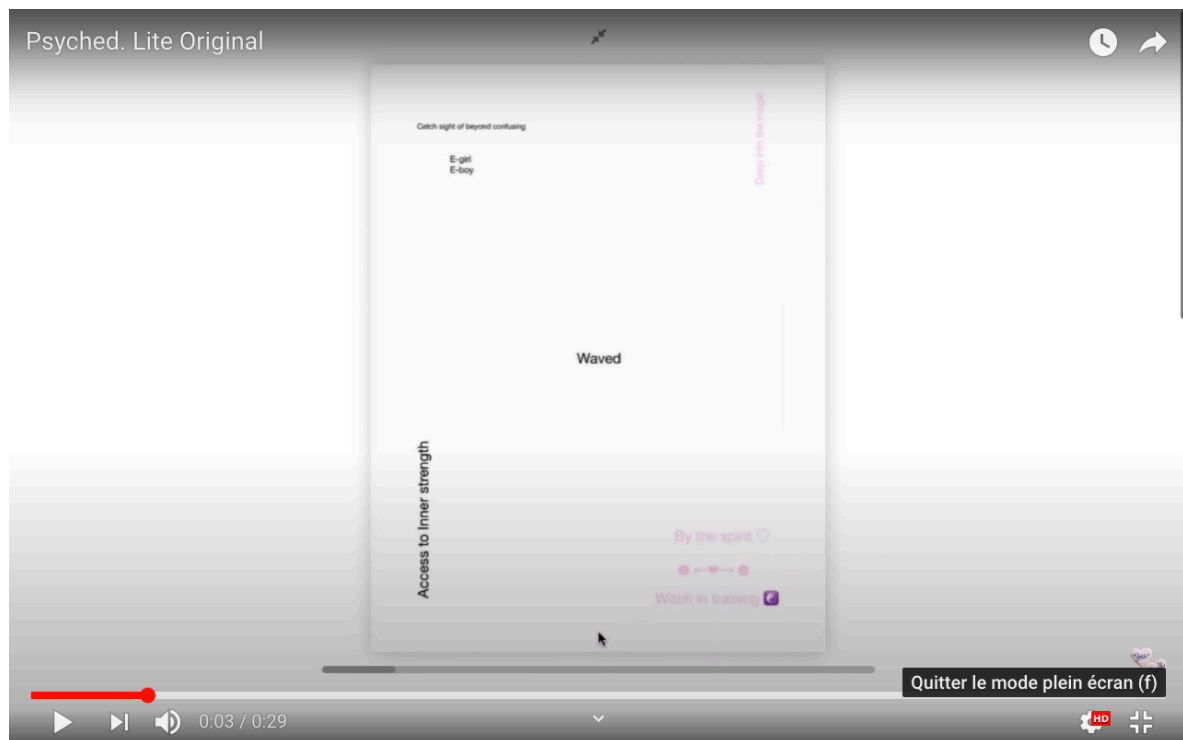 Psyched. Lite Original
Catch sight of beyond confusing
E-girl
E-boy
Deep into the magic
Waved
Access to Inner strength
By the spirit ♡
Witch in training
Quitter le mode plein écran (f)
0:03 / 0:29
HD